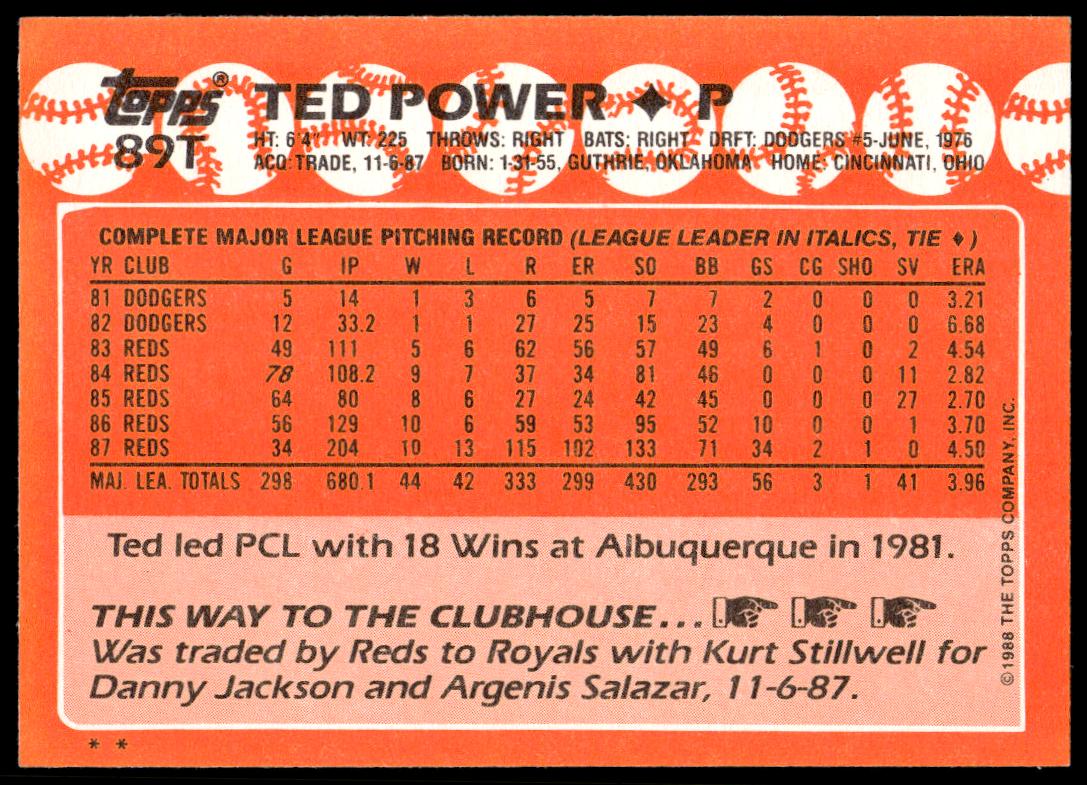 topps®
89T
TED POWER ♦ P
HT: 6'4" WT: 225 THROWS: RIGHT BATS: RIGHT DRFT: DODGERS #5-JUNE, 1976
ACQ: TRADE, 11-6-87 BORN: 1-31-55, GUTHRIE, OKLAHOMA HOME: CINCINNATI, OHIO
COMPLETE MAJOR LEAGUE PITCHING RECORD (LEAGUE LEADER IN ITALICS, TIE ♦)
YR CLUB G IP W L R ER SO BB GS CG SHO SV ERA
81 DODGERS 5 14 1 3 6 5 7 7 2 0 0 0 3.21
82 DODGERS 12 33.2 1 1 27 25 15 23 4 0 0 0 6.68
83 REDS 49 111 5 6 62 56 57 49 6 1 0 2 4.54
84 REDS 78 108.2 9 7 37 34 81 46 0 0 0 11 2.82
85 REDS 64 80 8 6 27 24 42 45 0 0 0 27 2.70
86 REDS 56 129 10 6 59 53 95 52 10 0 0 1 3.70
87 REDS 34 204 10 13 115 102 133 71 34 2 1 0 4.50
MAJ. LEA. TOTALS 298 680.1 44 42 333 299 430 293 56 3 1 41 3.96
Ted led PCL with 18 Wins at Albuquerque in 1981.
THIS WAY TO THE CLUBHOUSE...
Was traded by Reds to Royals with Kurt Stillwell for
Danny Jackson and Argenis Salazar, 11-6-87.
©1988 THE TOPPS COMPANY, INC.
* *